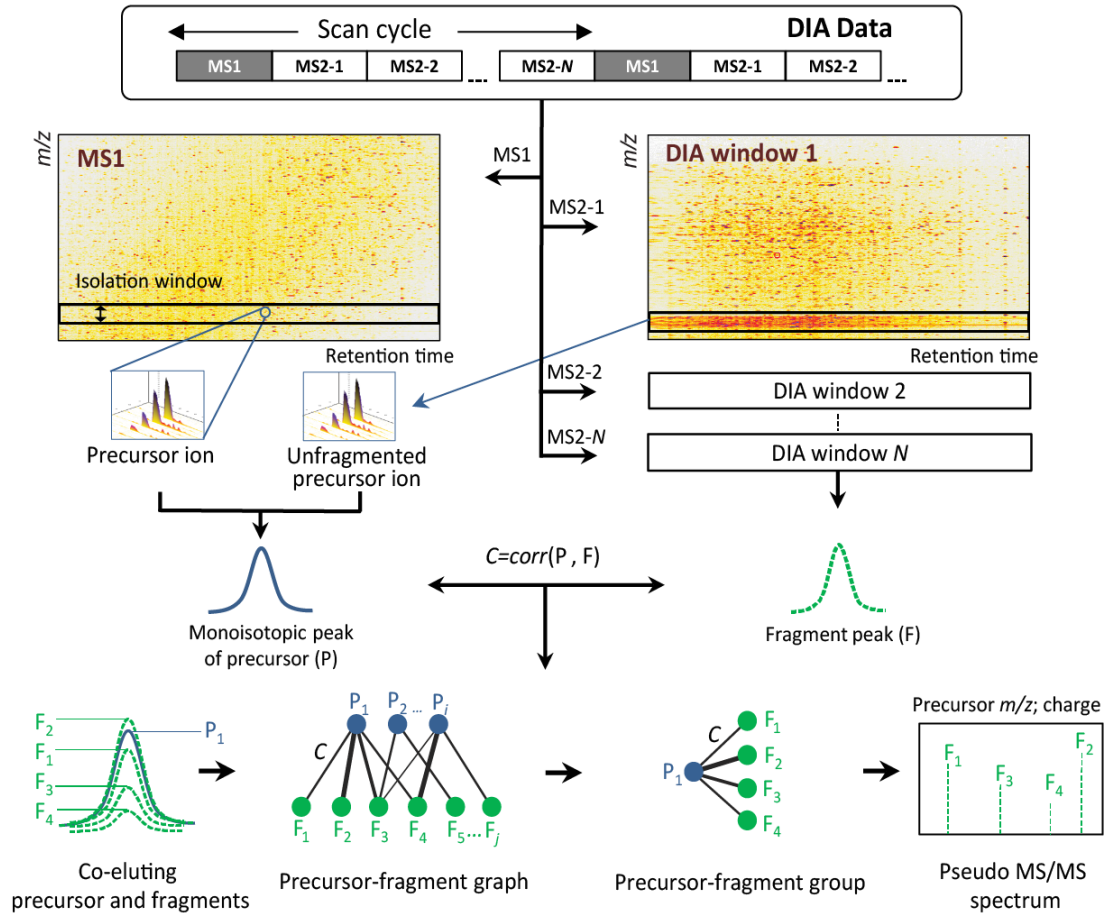 Scan cycle
DIA Data
MS1 MS2-1 MS2-2 .... MS2-N MS1 MS2-1 MS2-2 ....
m/z
MS1
Isolation window
Retention time
MS1
MS2-1
MS2-2
MS2-N
m/z
DIA window 1
Retention time
DIA window 2
DIA window N
Precursor ion
Unfragmented
precursor ion
Monoisotopic peak
of precursor (P)
C=corr(P , F)
Fragment peak (F)
F2
F1
F3
F4
P1
Co-eluting
precursor and fragments
P1 P2 ... Pi
C
F1 F2 F3 F4 F5...Fj
Precursor-fragment graph
C
P1
F1
F2
F3
F4
Precursor-fragment group
Precursor m/z; charge
F1
F3
F4
F2
Pseudo MS/MS
spectrum